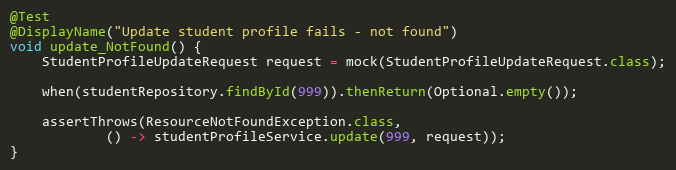 @Test
@DisplayName("Update student profile fails - not found")
void update_NotFound() {
    StudentProfileUpdateRequest request = mock(StudentProfileUpdateRequest.class);
    when(studentRepository.findById(999)).thenReturn(Optional.empty());
    assertThrows(ResourceNotFoundException.class,
            () -> studentProfileService.update(999, request));
}